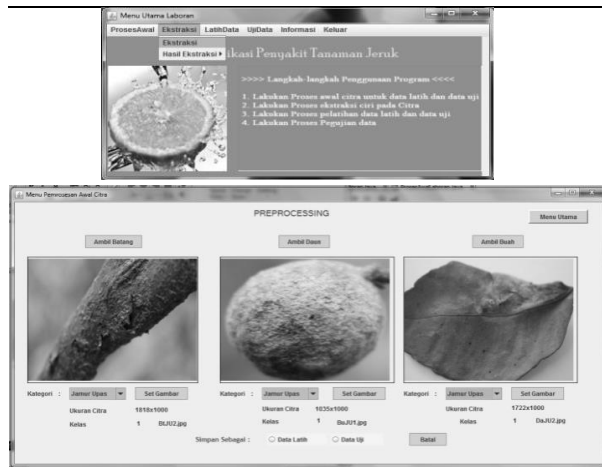 Menu Utama Laboran
ProsesAwal Ekstraksi LatihData UjiData Informasi Keluar
Ekstraksi
Hasil Ekstraksi
ikasi Penyakit Tanaman Jeruk
>>>> Langkah-langkah Penggunaan Program <<<<
1. Lakukan Proses awal citra untuk data latih dan data uji
2. Lakukan Proses ekstraksi ciri pada Citra
3. Lakukan Proses pelatihan data latih dan data uji
4. Lakukan Proses Pegujian data
Menu Pemrosesan Awal Citra
PREPROCESSING
Menu Utama
Ambil Batang Ambil Daun Ambil Buah
Kategori : Jamur Upas Set Gambar Kategori : Jamur Upas Set Gambar Kategori : Jamur Upas Set Gambar
Ukuran Citra 1818x1000 Ukuran Citra 1035x1000 Ukuran Citra 1722x1000
Kelas 1 BtJU2.jpg Kelas 1 BuJU1.jpg Kelas 1 DaJU2.jpg
Simpan Sebagai : Data Latih Data Uji Batal